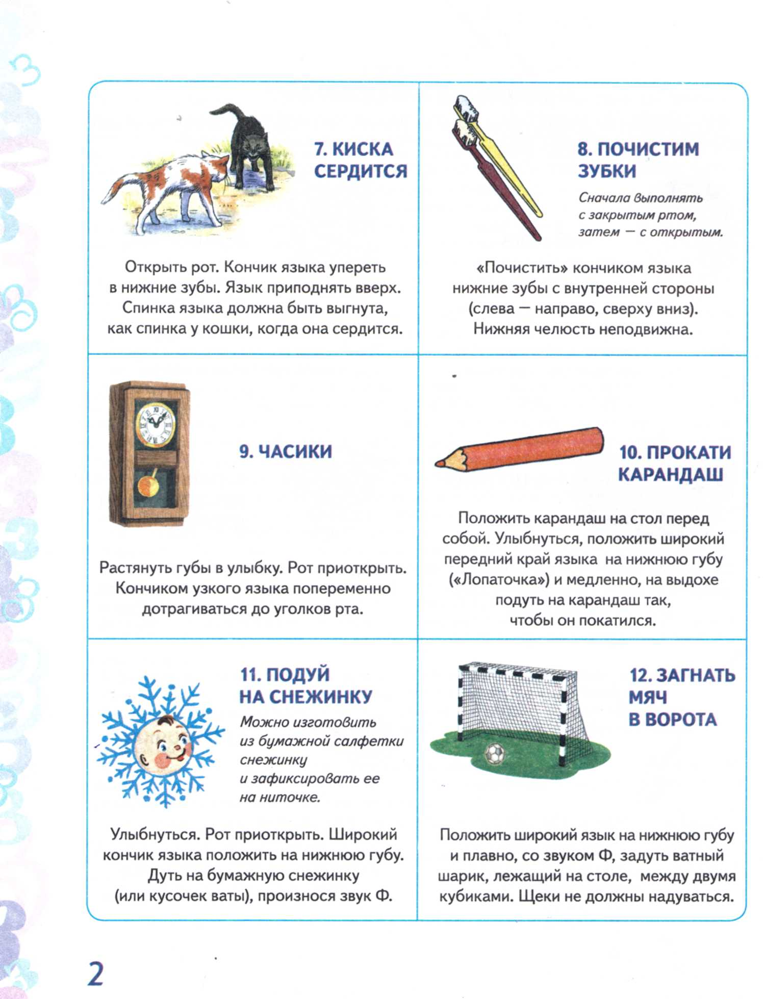 7. КИСКА
СЕРДИТСЯ
Открыть рот. Кончик языка упереть
в нижние зубы. Язык приподнять вверх.
Спинка языка должна быть выгнута,
как спинка у кошки, когда она сердится.
8. ПОЧИСТИМ
ЗУБКИ
Сначала выполнять
с закрытым ртом,
затем — с открытым.
«Почистить» кончиком языка
нижние зубы с внутренней стороны
(слева — направо, сверху вниз).
Нижняя челюсть неподвижна.
9. ЧАСИКИ
Растянуть губы в улыбку. Рот приоткрыть.
Кончиком узкого языка попеременно
дотрагиваться до уголков рта.
10. ПРОКАТИ
КАРАНДАШ
Положить карандаш на стол перед
собой. Улыбнуться, положить широкий
передний край языка на нижнюю губу
(«Лопаточка») и медленно, на выдохе
подуть на карандаш так,
чтобы он покатился.
11. ПОДУЙ
НА СНЕЖИНКУ
Можно изготовить
из бумажной салфетки
снежинку
и зафиксировать ее
на ниточке.
Улыбнуться. Рот приоткрыть. Широкий
кончик языка положить на нижнюю губу.
Дуть на бумажную снежинку
(или кусочек ваты), произнося звук Ф.
12. ЗАГНАТЬ
МЯЧ
В ВОРОТА
Положить широкий язык на нижнюю губу
и плавно, со звуком Ф, задуть ватный
шарик, лежащий на столе, между двумя
кубиками. Щеки не должны надуваться.
2